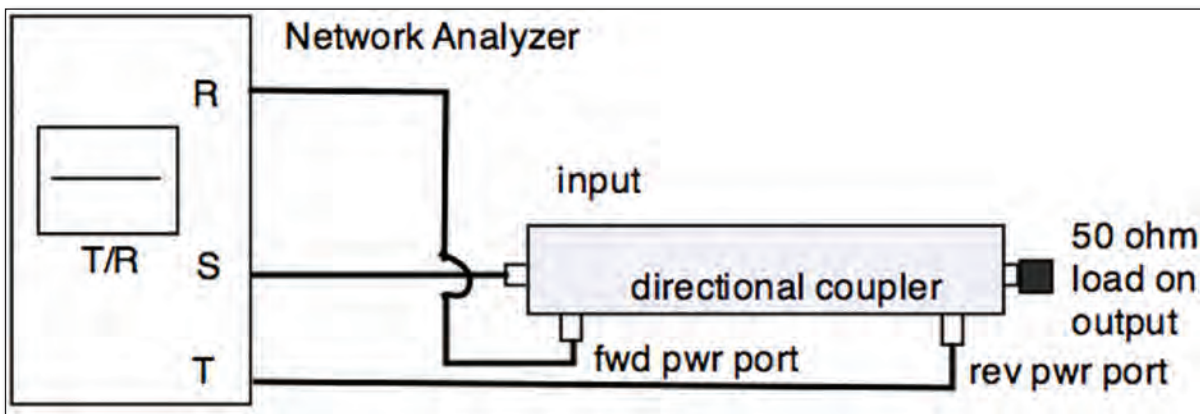 Network Analyzer
R
input
T/R
S
directional coupler
50 ohm
load on
output
T
fwd pwr port
rev pwr port